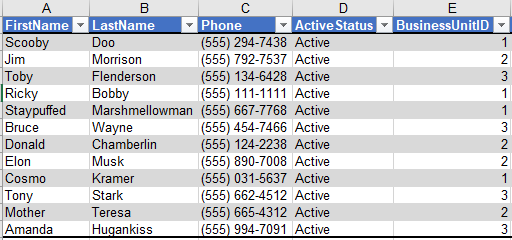 A B C D E
FirstName LastName Phone ActiveStatus BusinessUnitID
Scooby Doo (555) 294-7438 Active 1
Jim Morrison (555) 792-7537 Active 2
Toby Flenderson (555) 134-6428 Active 3
Ricky Bobby (555) 111-1111 Active 1
Staypuffed Marshmellowman (555) 667-7768 Active 1
Bruce Wayne (555) 454-7466 Active 3
Donald Chamberlin (555) 124-2238 Active 2
Elon Musk (555) 890-7008 Active 2
Cosmo Kramer (555) 031-5637 Active 1
Tony Stark (555) 662-4512 Active 3
Mother Teresa (555) 665-4312 Active 2
Amanda Hugankiss (555) 994-7091 Active 3